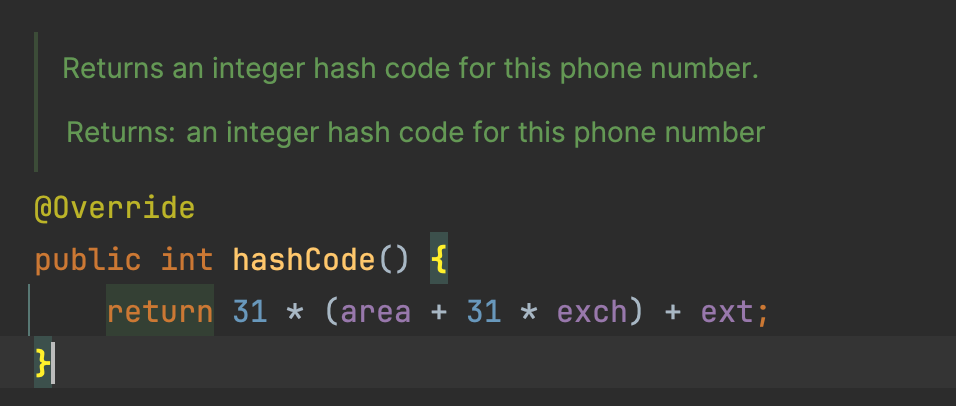 Returns an integer hash code for this phone number.
Returns: an integer hash code for this phone number
@Override
public int hashCode() {
    return 31 * (area + 31 * exch) + ext;
}